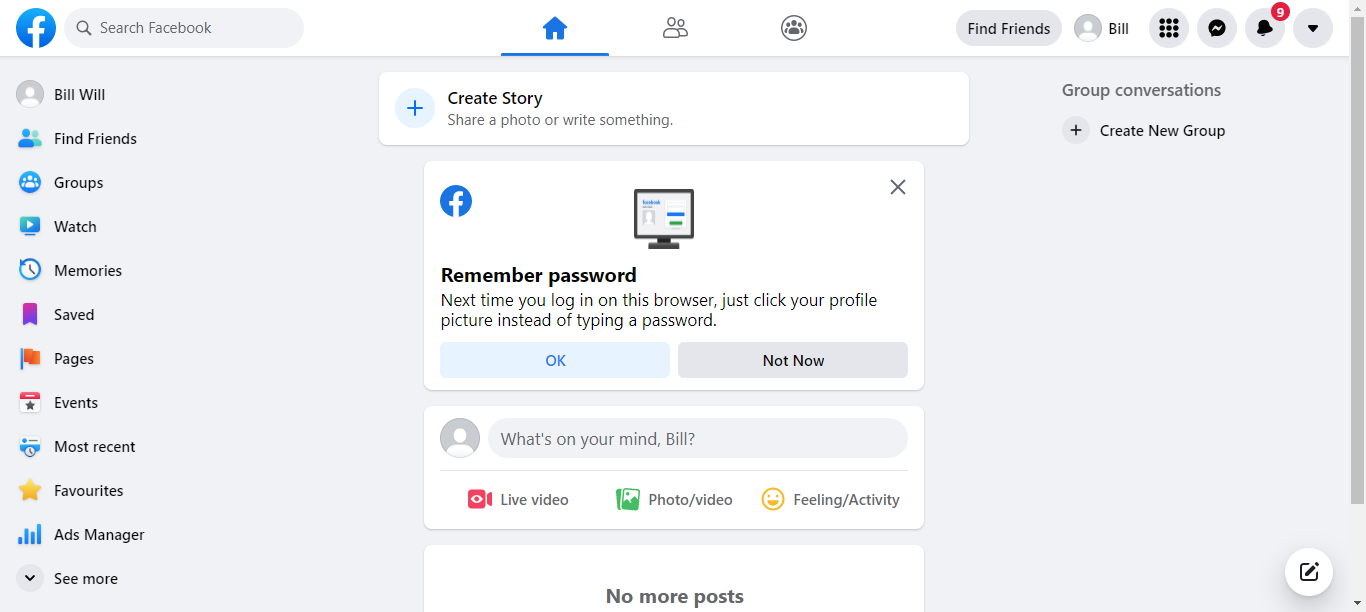 Search Facebook
Find Friends
Bill
9
Bill Will
Find Friends
Groups
Watch
Memories
Saved
Pages
Events
Most recent
Favourites
Ads Manager
See more
Create Story
Share a photo or write something.
facebook
Remember password
Next time you log in on this browser, just click your profile
picture instead of typing a password.
OK
Not Now
What's on your mind, Bill?
Live video
Photo/video
Feeling/Activity
No more posts
Group conversations
Create New Group